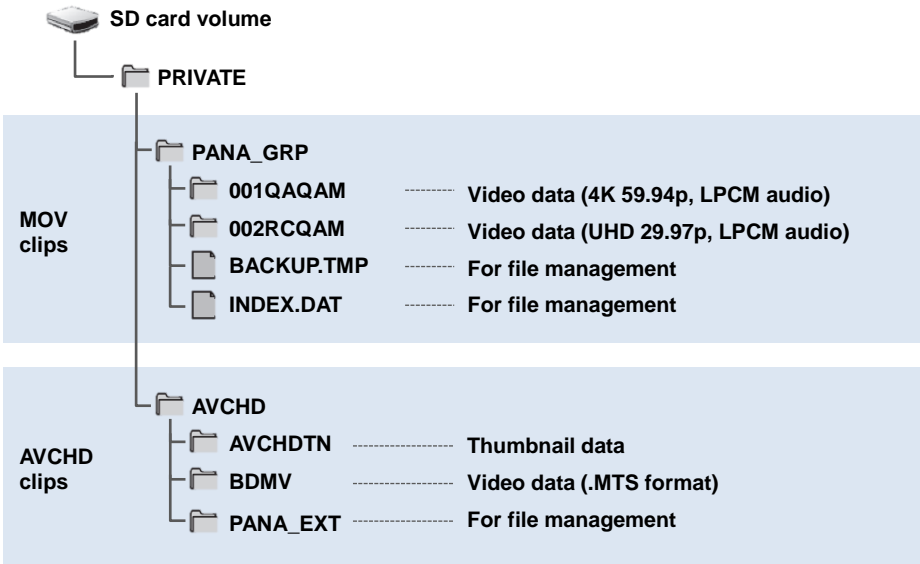 SD card volume
PRIVATE
MOV
clips
PANA_GRP
001QAQAM
Video data (4K 59.94p, LPCM audio)
002RCQAM
Video data (UHD 29.97p, LPCM audio)
BACKUP.TMP
For file management
INDEX.DAT
For file management
AVCHD
clips
AVCHD
AVCHDTN
Thumbnail data
BDMV
Video data (.MTS format)
PANA_EXT
For file management